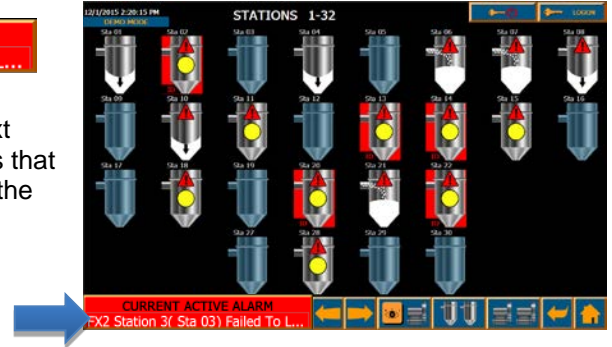 L...
xt
s that
the
12/1/2015 2:20:15 PM
DEMO MODE
STATIONS 1-32
LOGON
Sta 01 Sta 02 Sta 03 Sta 04 Sta 05 Sta 06 Sta 07 Sta 08
Sta 09 Sta 10 Sta 11 Sta 12 Sta 13 Sta 14 Sta 15 Sta 16
Sta 17 Sta 18 Sta 19 Sta 20 Sta 21 Sta 22
Sta 27 Sta 28 Sta 29 Sta 30
CURRENT ACTIVE ALARM
FX2 Station 3( Sta 03) Failed To L...